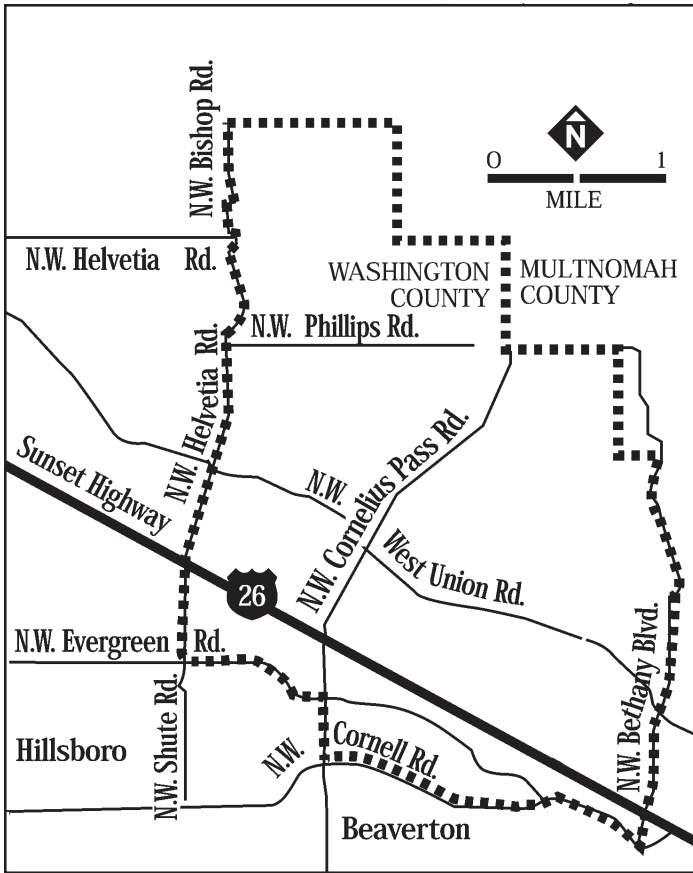 N.W. Bishop Rd.
N
0 1
MILE
N.W. Helvetia Rd.
WASHINGTON
COUNTY
MULTNOMAH
COUNTY
N.W. Phillips Rd.
N.W. Helvetia Rd.
Sunset Highway
N.W. Cornelius Pass Rd.
N.W.
West Union Rd.
26
N.W. Evergreen Rd.
N.W. Bethany Blvd.
N.W. Shute Rd.
Hillsboro
N.W. Cornell Rd.
Beaverton